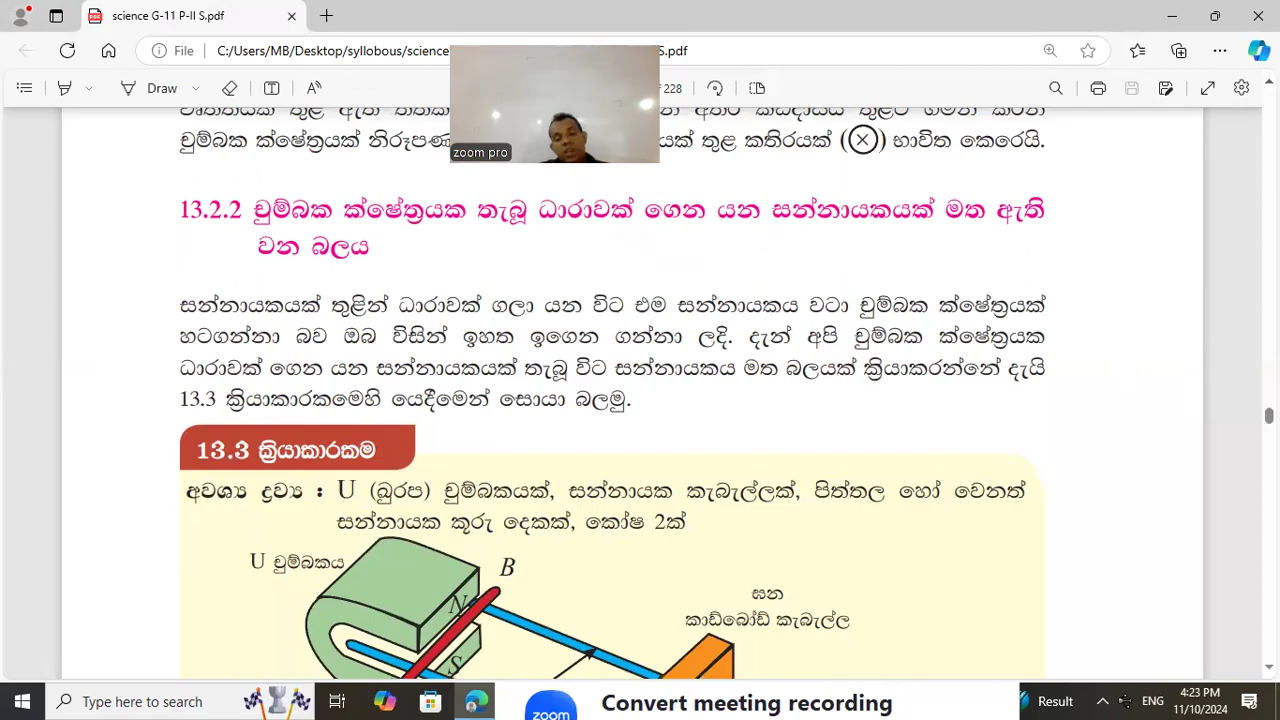 science G-11 P-II S.pdf
File
C:/Users/MB/Desktop/syllobous/science
S.pdf
Draw
of 228
zoom pro
චුම්බක ක්ෂේත්‍රයක් නිරූපණ
යක් තුළ කතිරයක් (⊗) භාවිත කෙරෙයි.
13.2.2 චුම්බක ක්ෂේත්‍රයක තැබූ ධාරාවක් ගෙන යන සන්නායකයක් මත ඇති
වන බලය
සන්නායකයක් තුළින් ධාරාවක් ගලා යන විට එම සන්නායකය වටා චුම්බක ක්ෂේත්‍රයක්
හටගන්නා බව ඔබ විසින් ඉහත ඉගෙන ගන්නා ලදි. දැන් අපි චුම්බක ක්ෂේත්‍රයක
ධාරාවක් ගෙන යන සන්නායකයක් තැබූ විට සන්නායකය මත බලයක් ක්‍රියාකරන්නේ දැයි
13.3 ක්‍රියාකාරකමෙහි යෙදීමෙන් සොයා බලමු.
13.3 ක්‍රියාකාරකම
අවශ්‍ය ද්‍රව්‍ය : U (බුරප) චුම්බකයක්, සන්නායක කැබැල්ලක්, පිත්තල හෝ වෙනත්
සන්නායක කූරු දෙකක්, කෝෂ 2ක්
U චුම්බකය
B
N
S
ඝන
කාඩ්බෝඩ් කැබැල්ල
Type here to search
zoom
Convert meeting recording
Result
ENG
4:23 PM
11/10/2024